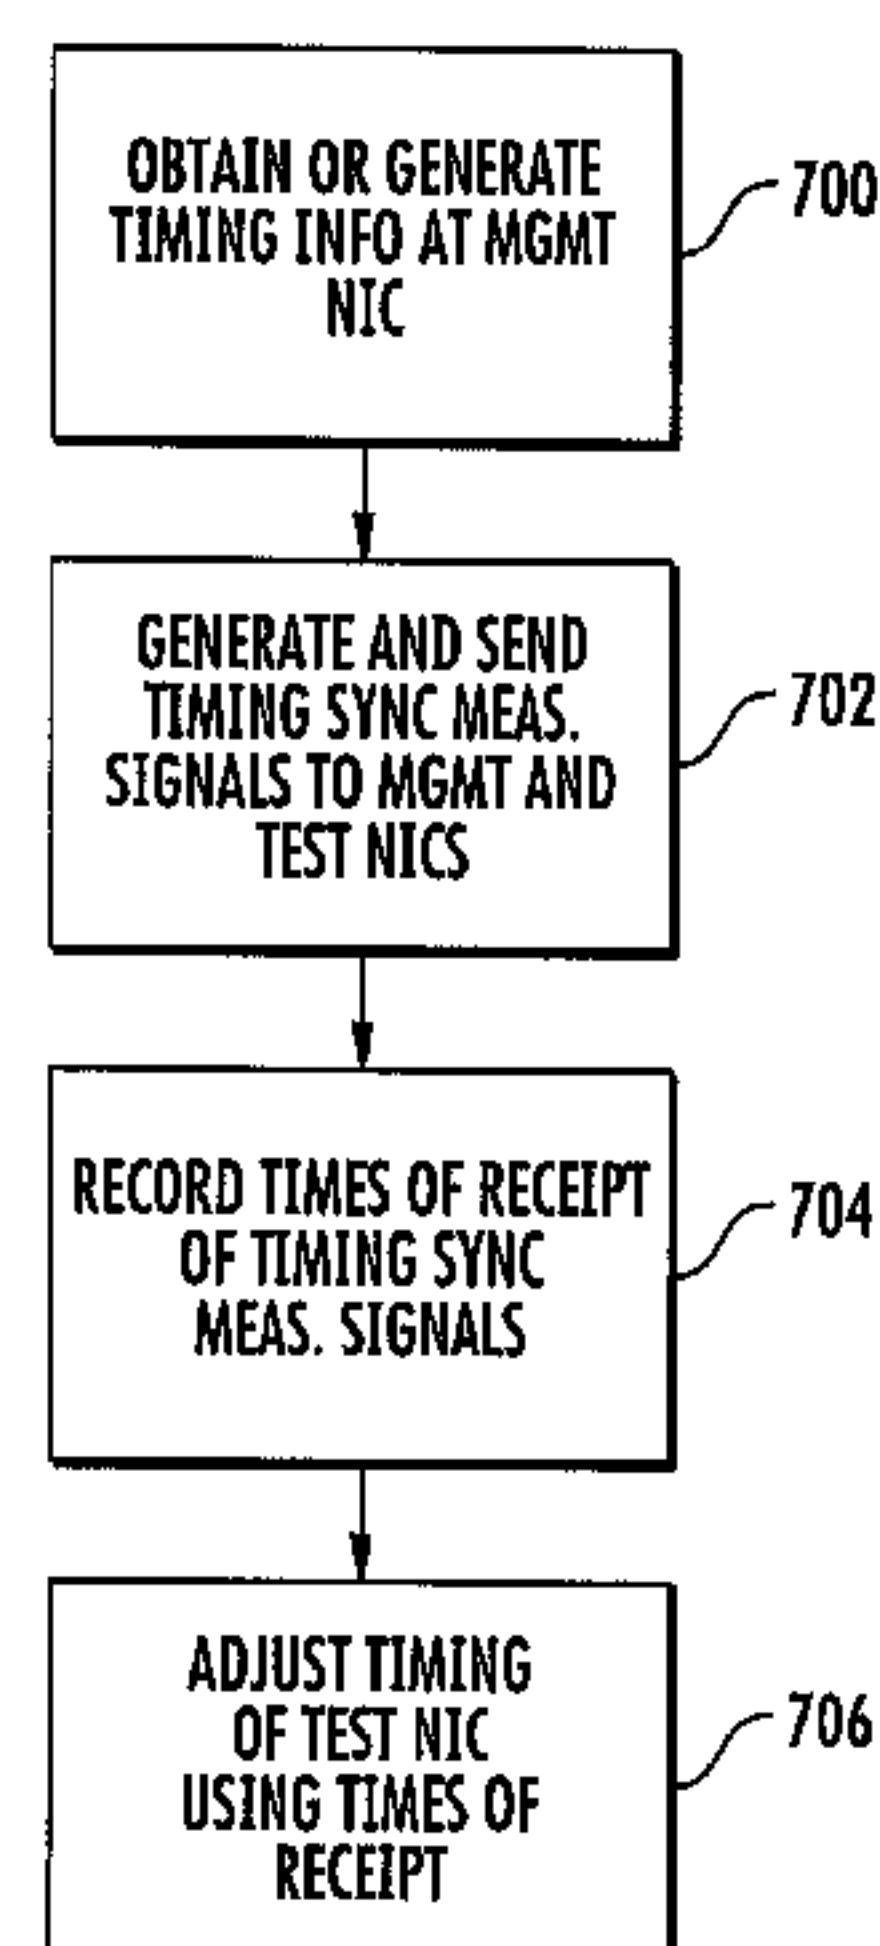 OBTAIN OR GENERATE
TIMING INFO AT MGMT
NIC
700
GENERATE AND SEND
TIMING SYNC MEAS.
SIGNALS TO MGMT AND
TEST NICS
702
RECORD TIMES OF RECEIPT
OF TIMING SYNC
MEAS. SIGNALS
704
ADJUST TIMING
OF TEST NIC
USING TIMES OF
RECEIPT
706